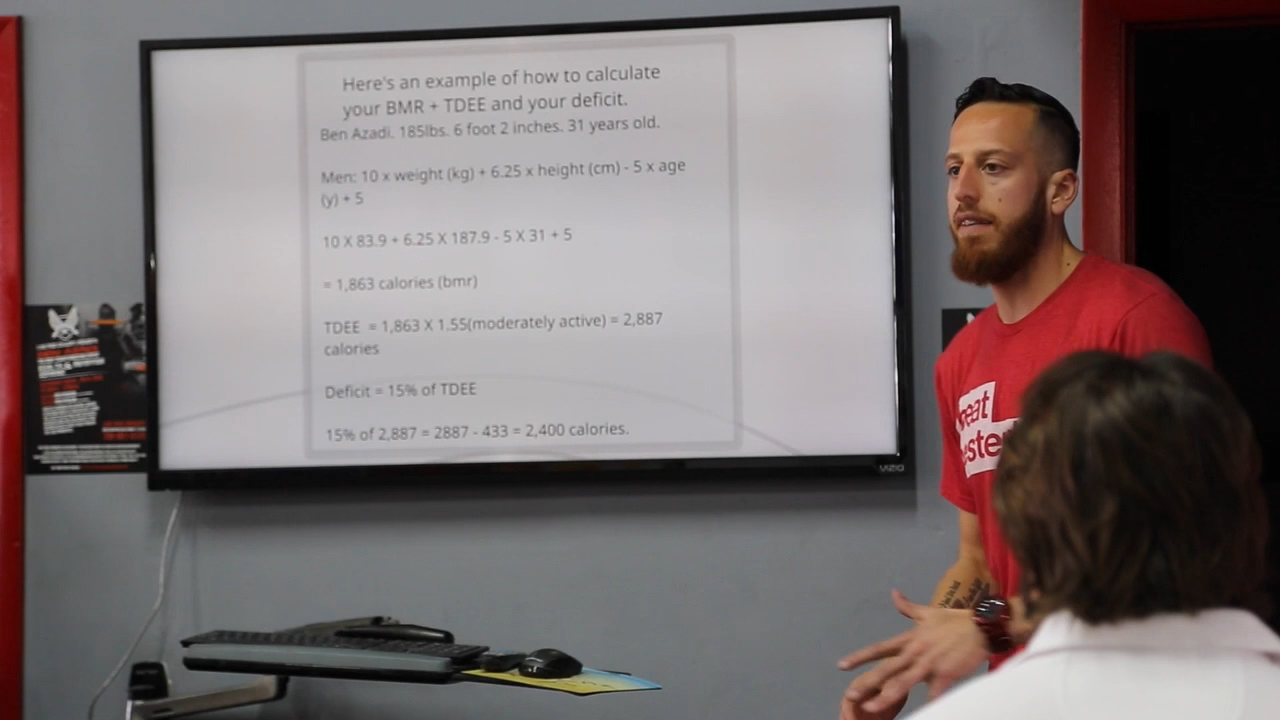 Here's an example of how to calculate
your BMR + TDEE and your deficit.
Ben Azadi. 185lbs. 6 foot 2 inches. 31 years old.
Men: 10 x weight (kg) + 6.25 x height (cm) - 5 x age
(y) + 5
10 X 83.9 + 6.25 X 187.9 - 5 X 31 + 5
= 1,863 calories (bmr)
TDEE = 1,863 X 1.55(moderately active) = 2,887
calories
Deficit = 15% of TDEE
15% of 2,887 = 2887 - 433 = 2,400 calories.
VIZIO
eat
ester